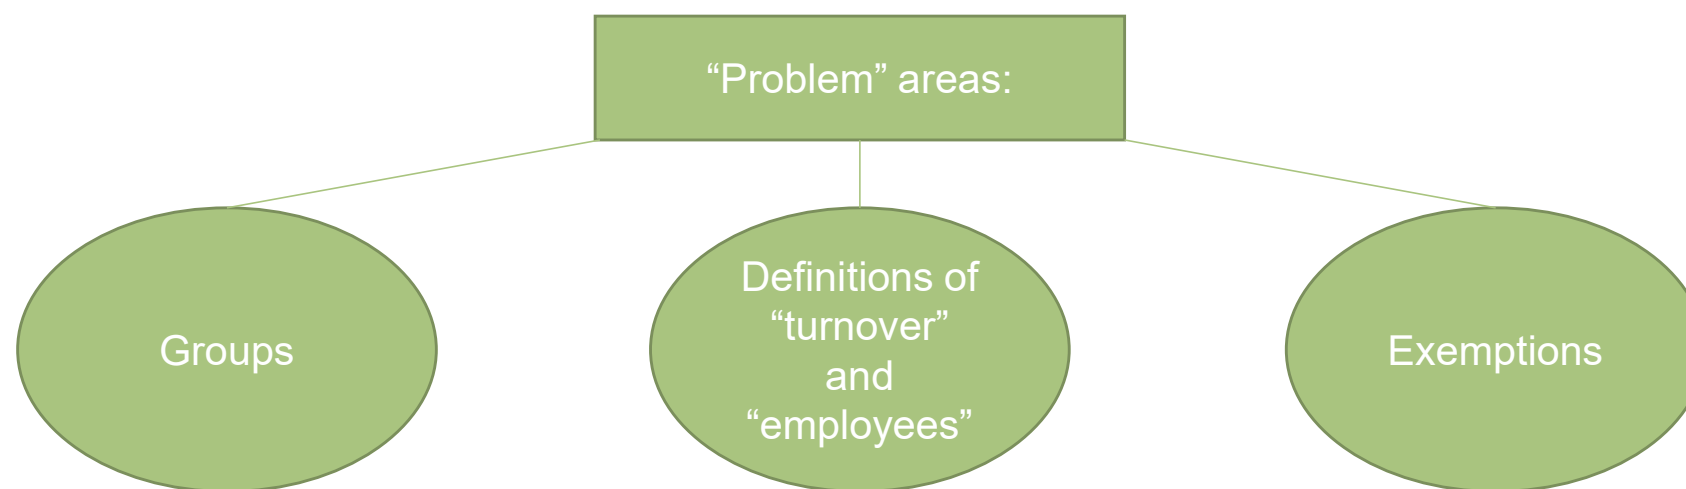 “Problem” areas:
Groups
Definitions of
“turnover”
and
“employees”
Exemptions